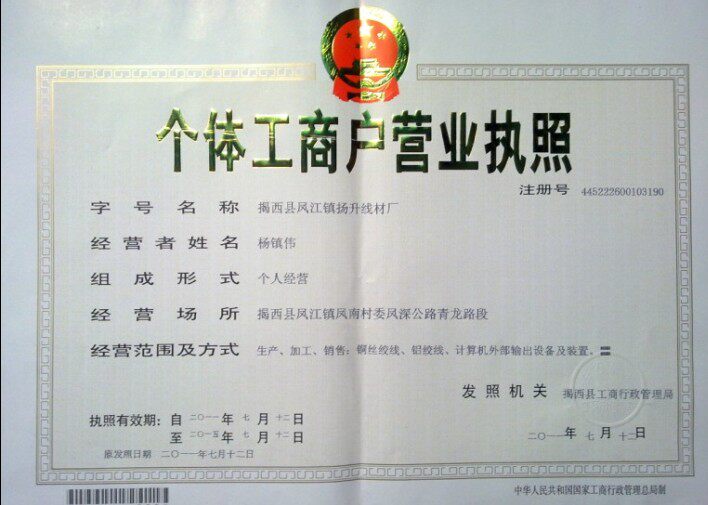 个体工商户营业执照
注册号 445222600103190
字号名称 揭西县凤江镇扬升线材厂
经营者姓名 杨镇伟
组成形式 个人经营
经营场所 揭西县凤江镇凤南村委凤深公路青龙路段
经营范围及方式 生产、加工、销售：铜丝绞线、铝绞线、计算机外部输出设备及装置。
发照机关 揭西县工商行政管理局
执照有效期：自二〇一一年七月十二日
至二〇一五年七月十二日
二〇一一年七月十二日
原发照日期 二〇一一年七月十二日
中华人民共和国国家工商行政管理总局制